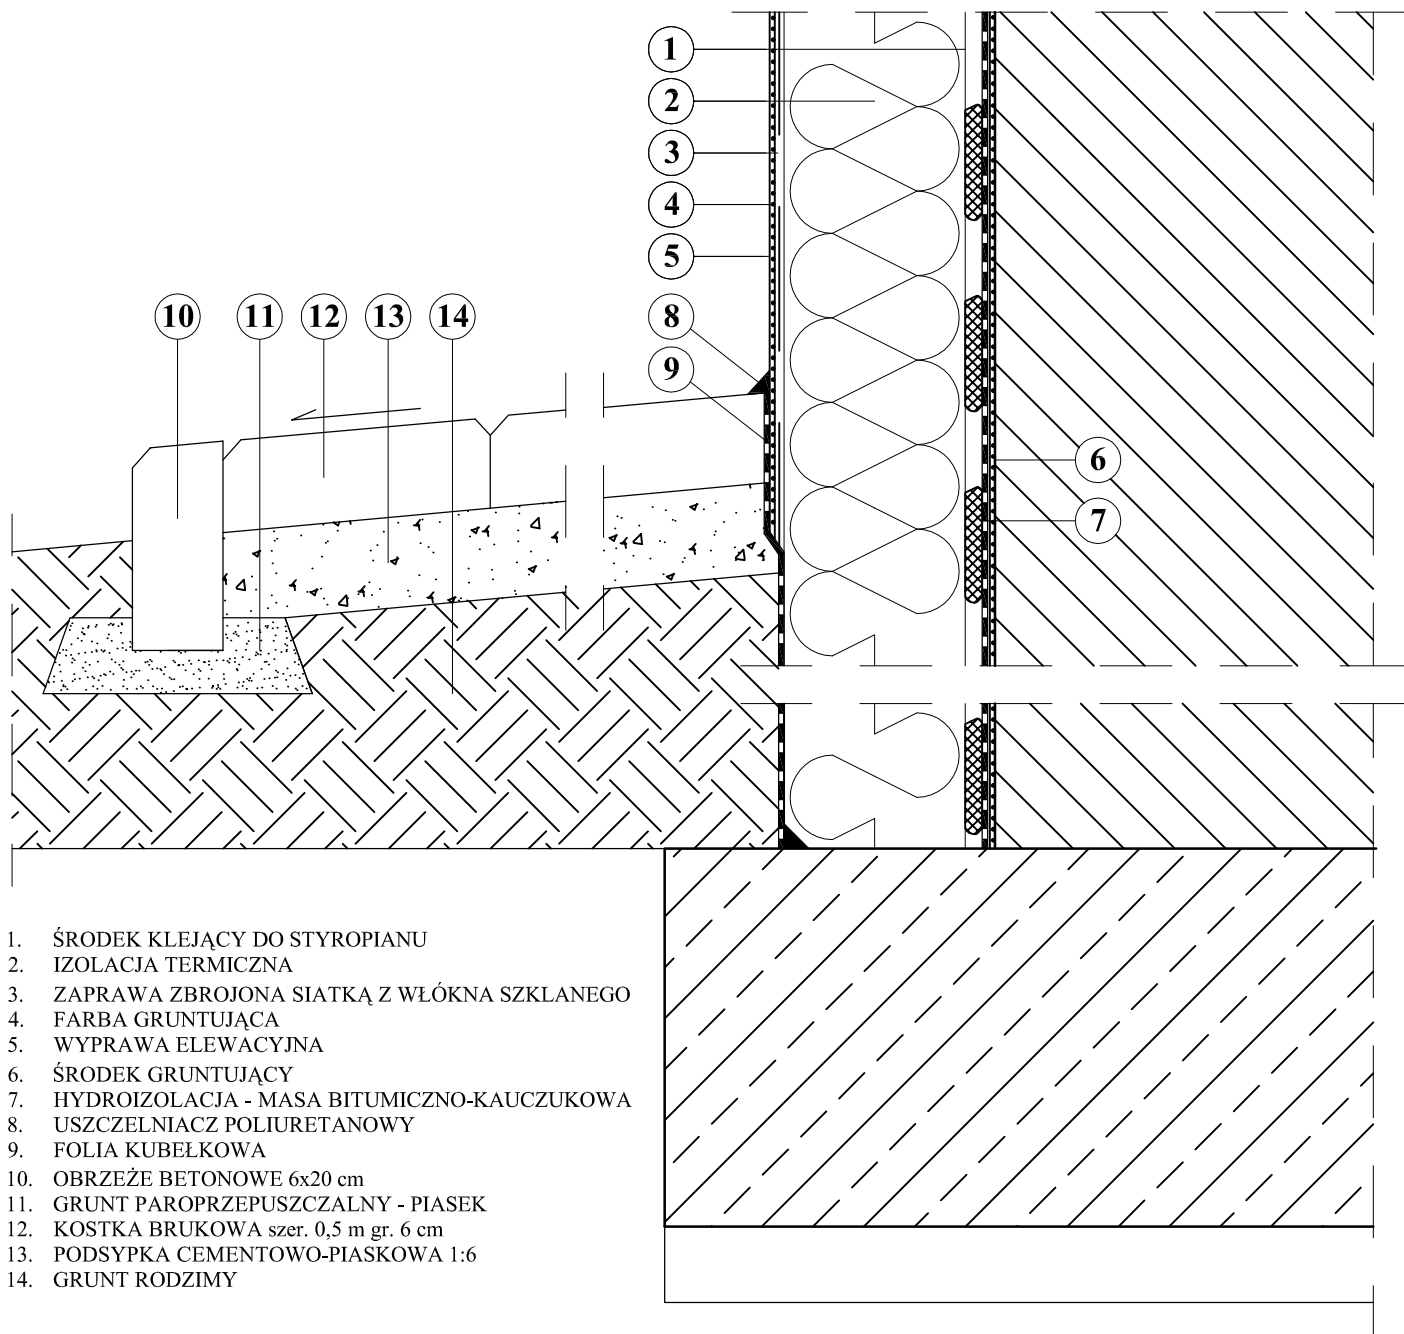 1
2
3
4
5
8
9
10 11 12 13 14
6
7
1. ŚRODEK KLEJĄCY DO STYROPIANU
2. IZOLACJA TERMICZNA
3. ZAPRAWA ZBROJONA SIATKĄ Z WŁÓKNA SZKLANEGO
4. FARBA GRUNTUJĄCA
5. WYPRAWA ELEWACYJNA
6. ŚRODEK GRUNTUJĄCY
7. HYDROIZOLACJA - MASA BITUMICZNO-KAUCZUKOWA
8. USZCZELNIACZ POLIURETANOWY
9. FOLIA KUBEŁKOWA
10. OBRZEŻE BETONOWE 6x20 cm
11. GRUNT PAROPRZEPUSZCZALNY - PIASEK
12. KOSTKA BRUKOWA szer. 0,5 m gr. 6 cm
13. PODSYPKA CEMENTOWO-PIASKOWA 1:6
14. GRUNT RODZIMY